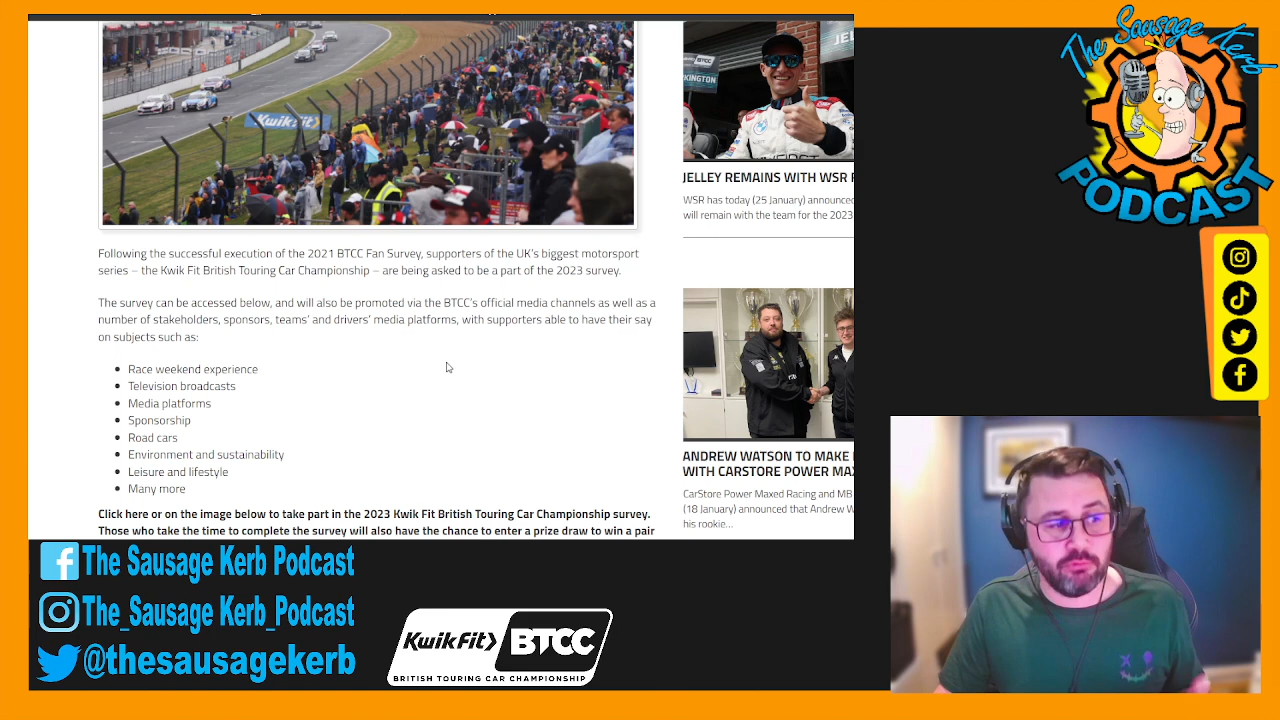 The Sausage Kerb
PODCAST
KwikFit
KINGTON
JELLEY REMAINS WITH WSR
WSR has today (25 January) announced
will remain with the team for the 2023
Following the successful execution of the 2021 BTCC Fan Survey, supporters of the UK's biggest motorsport
series – the Kwik Fit British Touring Car Championship – are being asked to be a part of the 2023 survey.
The survey can be accessed below, and will also be promoted via the BTCC's official media channels as well as a
number of stakeholders, sponsors, teams' and drivers' media platforms, with supporters able to have their say
on subjects such as:
Race weekend experience
Television broadcasts
Media platforms
Sponsorship
Road cars
Environment and sustainability
Leisure and lifestyle
Many more
Click here or on the image below to take part in the 2023 Kwik Fit British Touring Car Championship survey.
Those who take the time to complete the survey will also have the chance to enter a prize draw to win a pair
ANDREW WATSON TO MAKE
WITH CARSTORE POWER MA
CarStore Power Maxed Racing and MB
(18 January) announced that Andrew W
his rookie...
The Sausage Kerb Podcast
The_Sausage Kerb_Podcast
@thesausagekerb
KwikFit BTCC
BRITISH TOURING CAR CHAMPIONSHIP